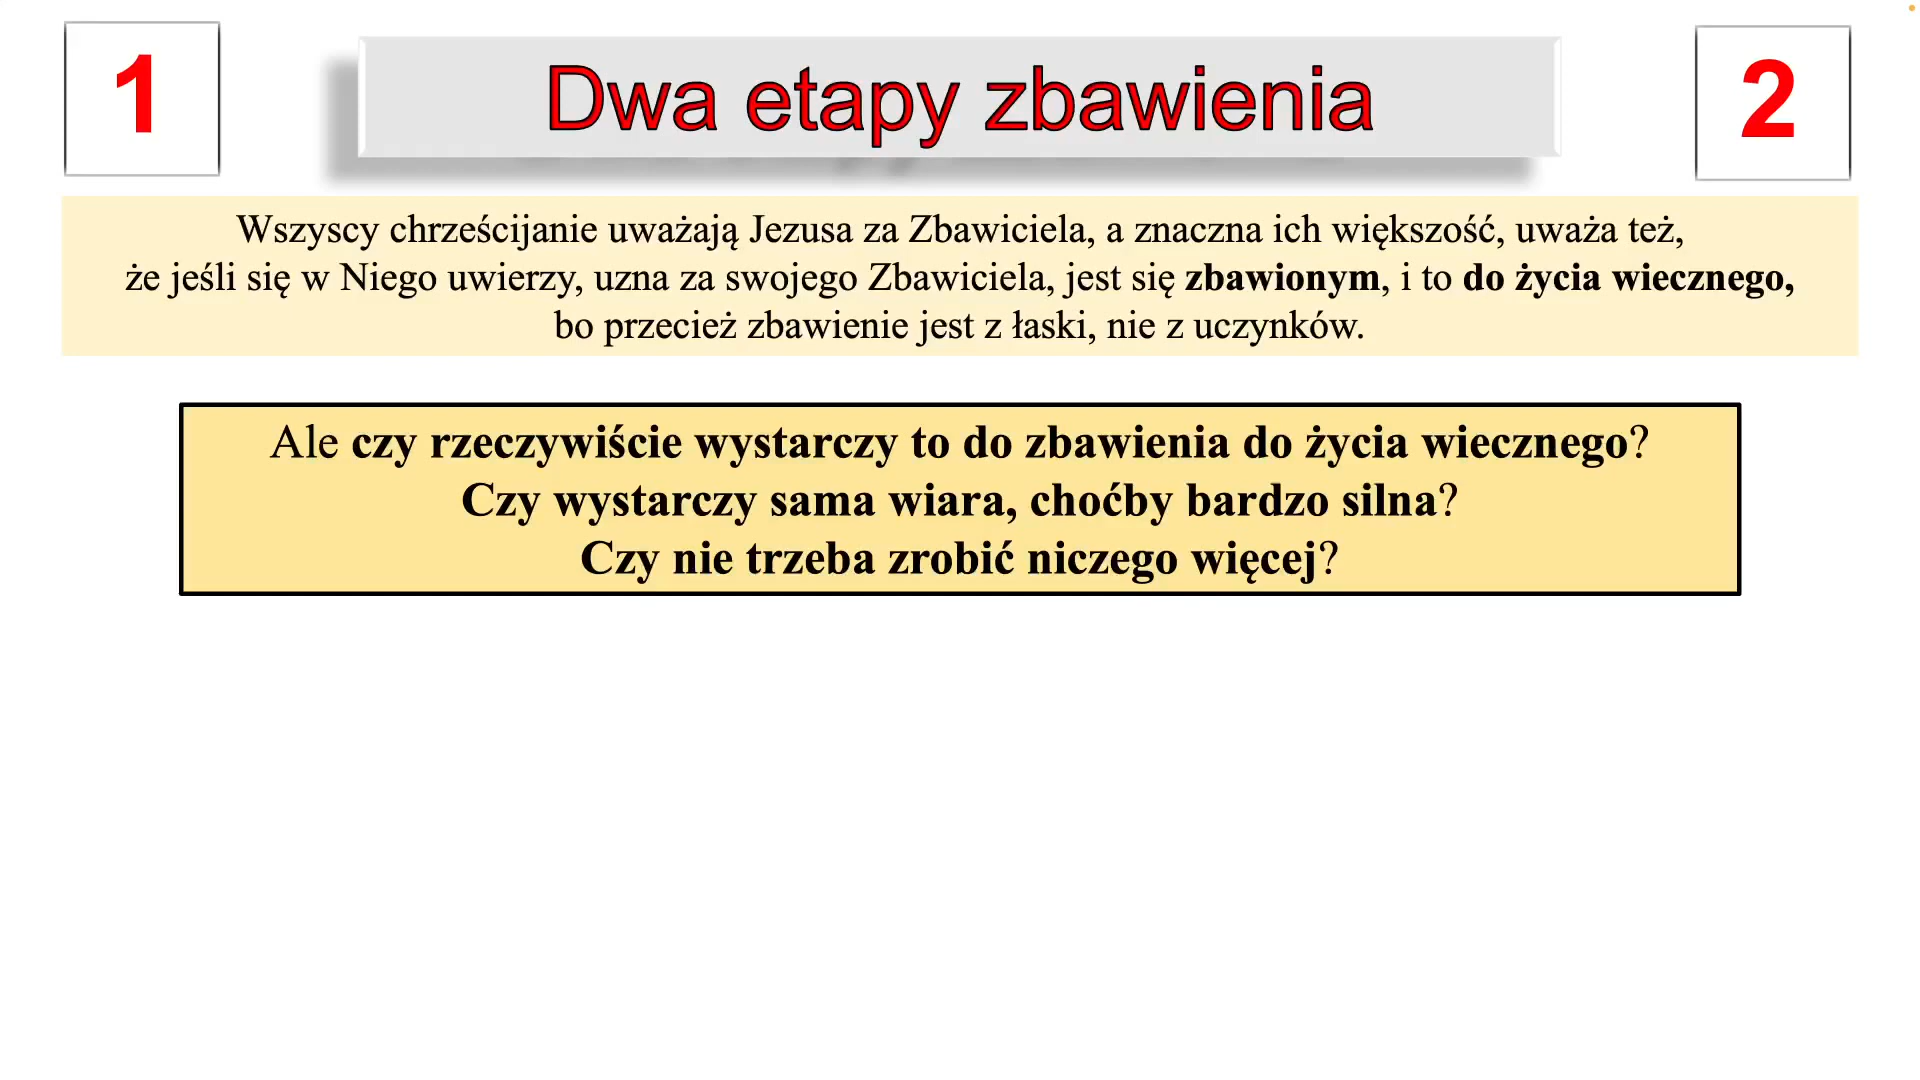 1
Dwa etapy zbawienia
2
Wszyscy chrześcijanie uważają Jezusa za Zbawiciela, a znaczna ich większość, uważa też,
że jeśli się w Niego uwierzy, uzna za swojego Zbawiciela, jest się zbawionym, i to do życia wiecznego,
bo przecież zbawienie jest z łaski, nie z uczynków.
Ale czy rzeczywiście wystarczy to do zbawienia do życia wiecznego?
Czy wystarczy sama wiara, choćby bardzo silna?
Czy nie trzeba zrobić niczego więcej?